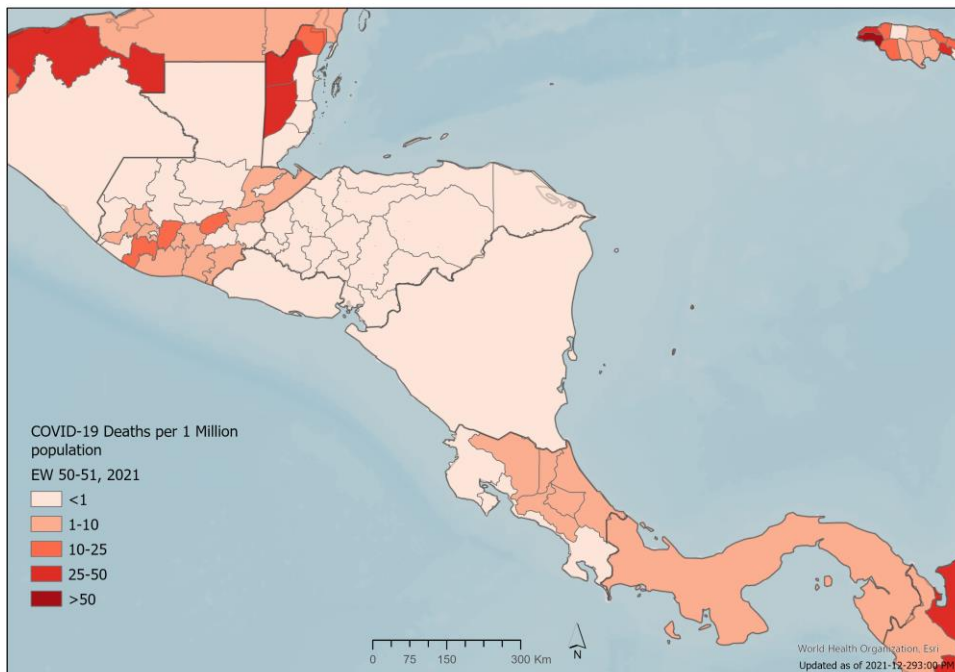 COVID-19 Deaths per 1 Million
population
EW 50-51, 2021
<1
1-10
10-25
25-50
>50
0 75 150 300 Km
N
World Health Organization, Esri
Updated as of 2021-12-293:00 PM